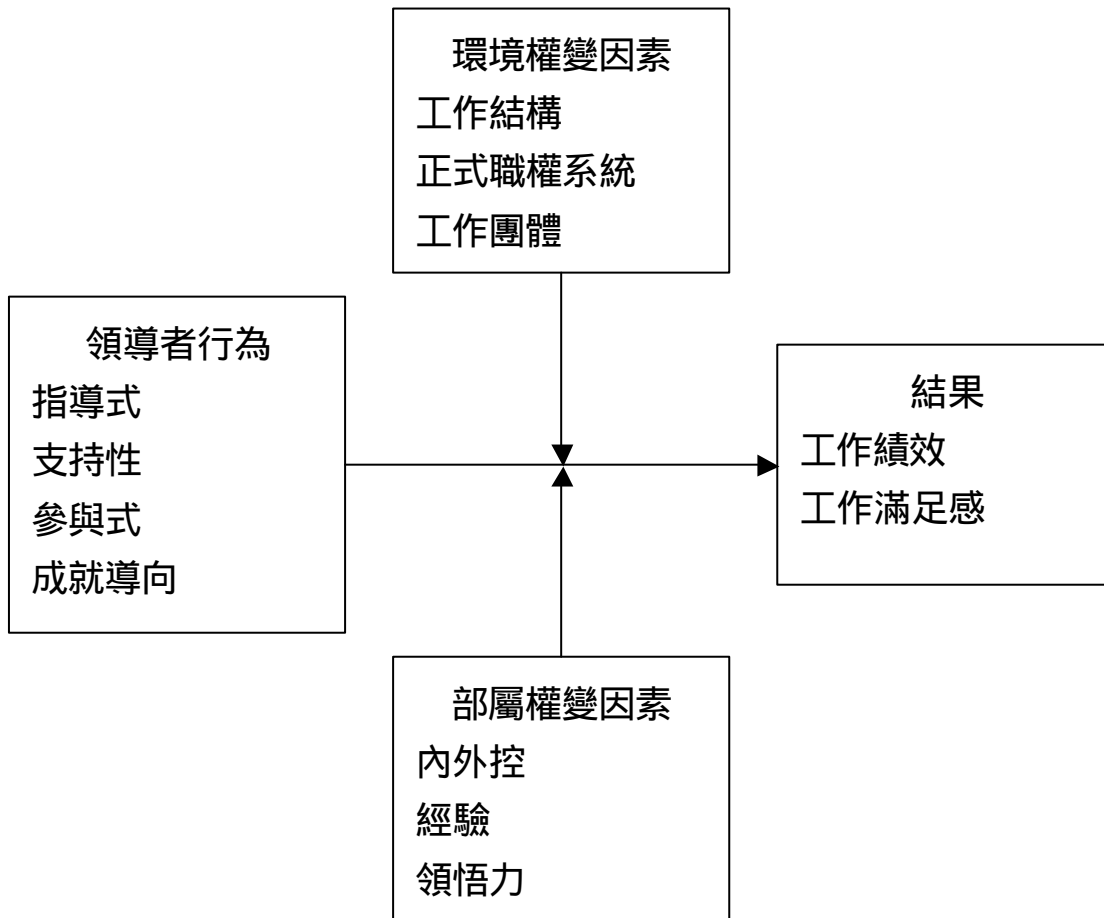 環境權變因素
工作結構
正式職權系統
工作團體
領導者行為
指導式
支持性
參與式
成就導向
結果
工作績效
工作滿足感
部屬權變因素
內外控
經驗
領悟力